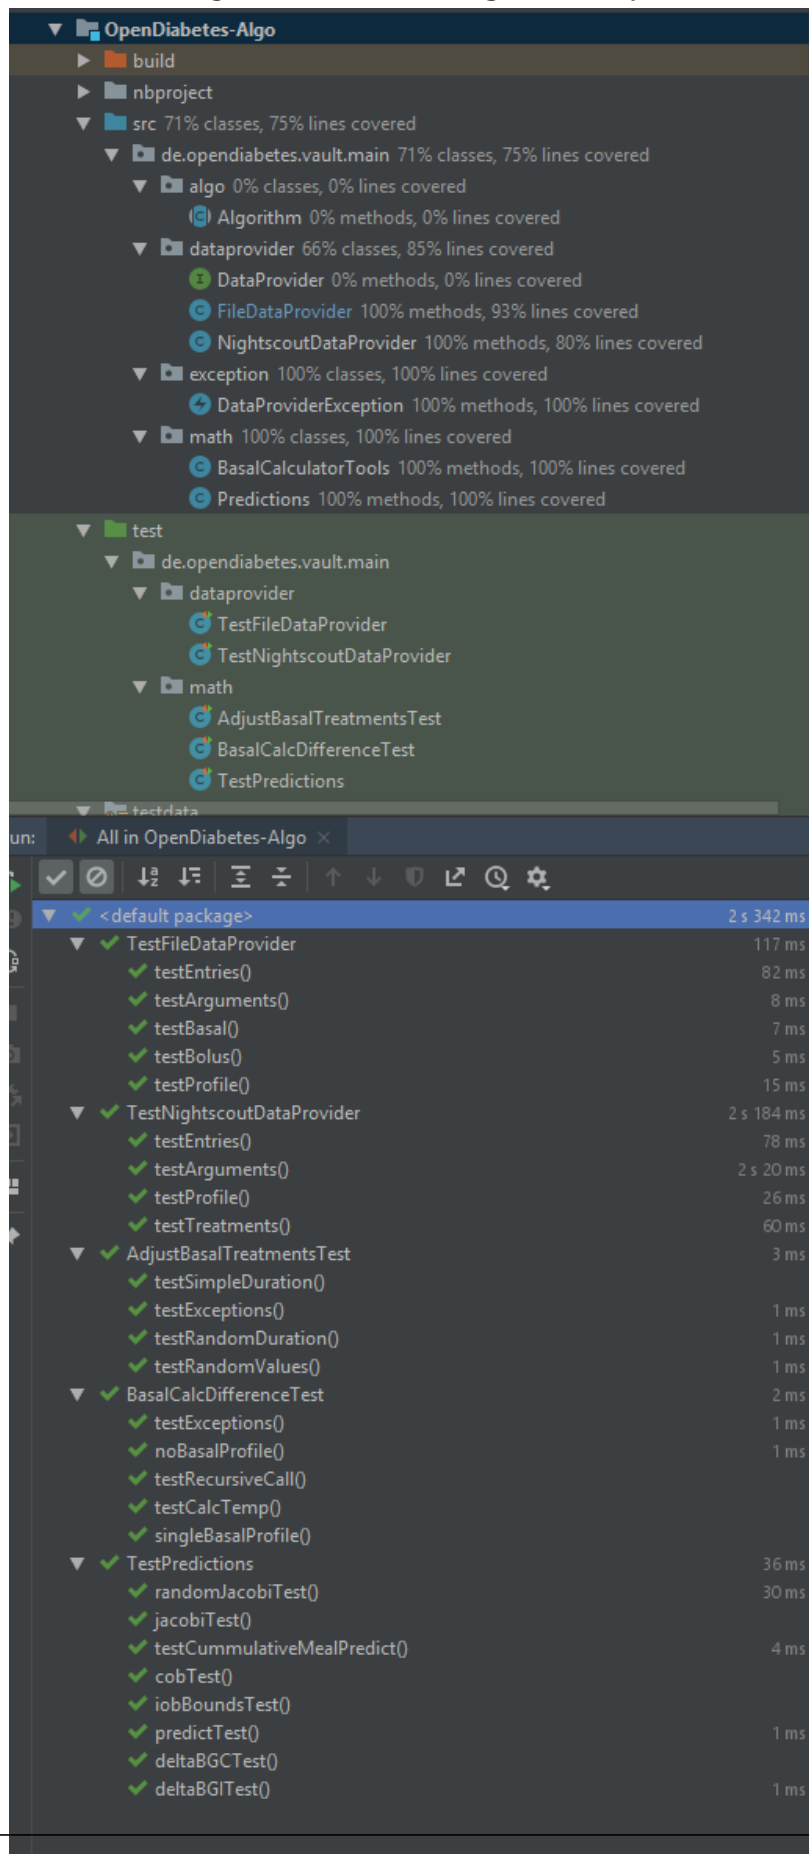 OpenDiabetes-Algo
build
nbproject
src 71% classes, 75% lines covered
de.opendiabetes.vault.main 71% classes, 75% lines covered
algo 0% classes, 0% lines covered
Algorithm 0% methods, 0% lines covered
dataprovider 66% classes, 85% lines covered
DataProvider 0% methods, 0% lines covered
FileDataProvider 100% methods, 93% lines covered
NightscoutDataProvider 100% methods, 80% lines covered
exception 100% classes, 100% lines covered
DataProviderException 100% methods, 100% lines covered
math 100% classes, 100% lines covered
BasalCalculatorTools 100% methods, 100% lines covered
Predictions 100% methods, 100% lines covered
test
de.opendiabetes.vault.main
dataprovider
TestFileDataProvider
TestNightscoutDataProvider
math
AdjustBasalTreatmentsTest
BasalCalcDifferenceTest
TestPredictions
testdata
un: All in OpenDiabetes-Algo
<default package> 2 s 342 ms
TestFileDataProvider 117 ms
testEntries() 82 ms
testArguments() 8 ms
testBasal() 7 ms
testBolus() 5 ms
testProfile() 15 ms
TestNightscoutDataProvider 2 s 184 ms
testEntries() 78 ms
testArguments() 2 s 20 ms
testProfile() 26 ms
testTreatments() 60 ms
AdjustBasalTreatmentsTest 3 ms
testSimpleDuration()
testExceptions() 1 ms
testRandomDuration() 1 ms
testRandomValues() 1 ms
BasalCalcDifferenceTest 2 ms
testExceptions() 1 ms
noBasalProfile() 1 ms
testRecursiveCall()
testCalcTemp()
singleBasalProfile()
TestPredictions 36 ms
randomJacobiTest() 30 ms
jacobiTest()
testCummulativeMealPredict() 4 ms
cobTest()
iobBoundsTest()
predictTest() 1 ms
deltaBGCTest()
deltaBGITest() 1 ms